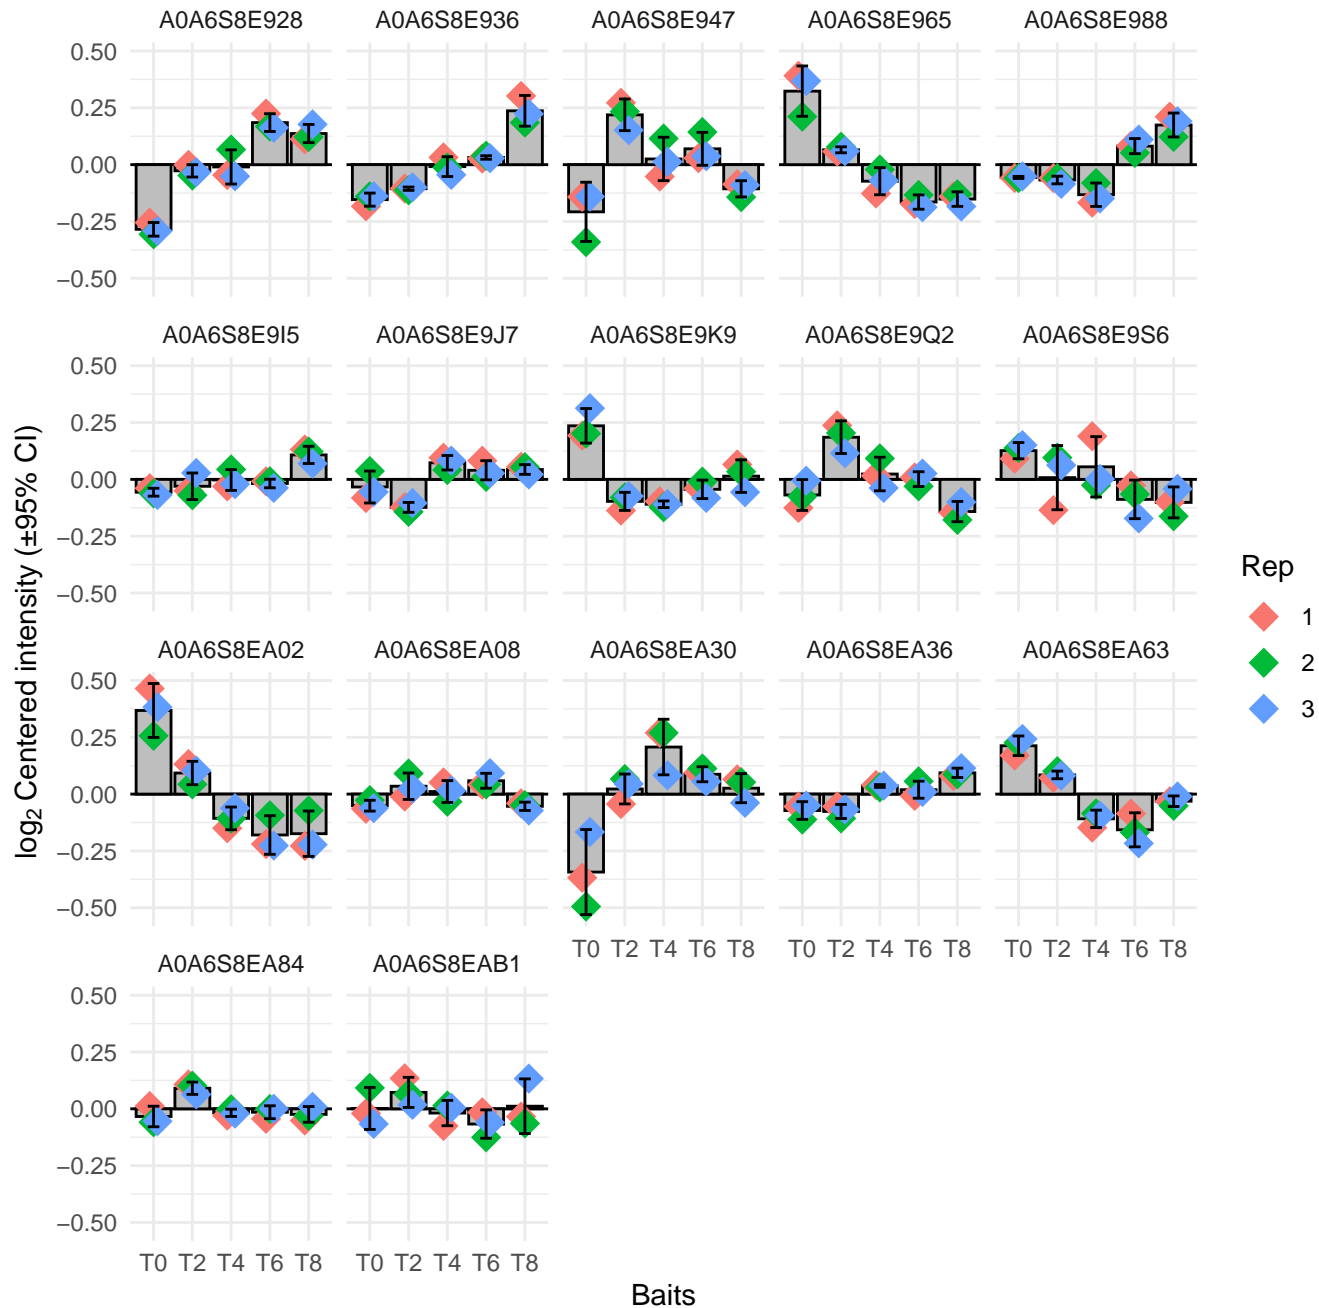 A0A6S8E928 A0A6S8E936 A0A6S8E947 A0A6S8E965 A0A6S8E988
0.50
0.25
0.00
−0.25
−0.50
A0A6S8E9I5 A0A6S8E9J7 A0A6S8E9K9 A0A6S8E9Q2 A0A6S8E9S6
0.50
0.25
0.00
−0.25
−0.50
A0A6S8EA02 A0A6S8EA08 A0A6S8EA30 A0A6S8EA36 A0A6S8EA63
0.50
0.25
0.00
−0.25
−0.50
T0 T2 T4 T6 T8 T0 T2 T4 T6 T8 T0 T2 T4 T6 T8
A0A6S8EA84 A0A6S8EAB1
0.50
0.25
0.00
−0.25
−0.50
T0 T2 T4 T6 T8 T0 T2 T4 T6 T8
Baits
log2 Centered intensity (±95% CI)
Rep
1
2
3